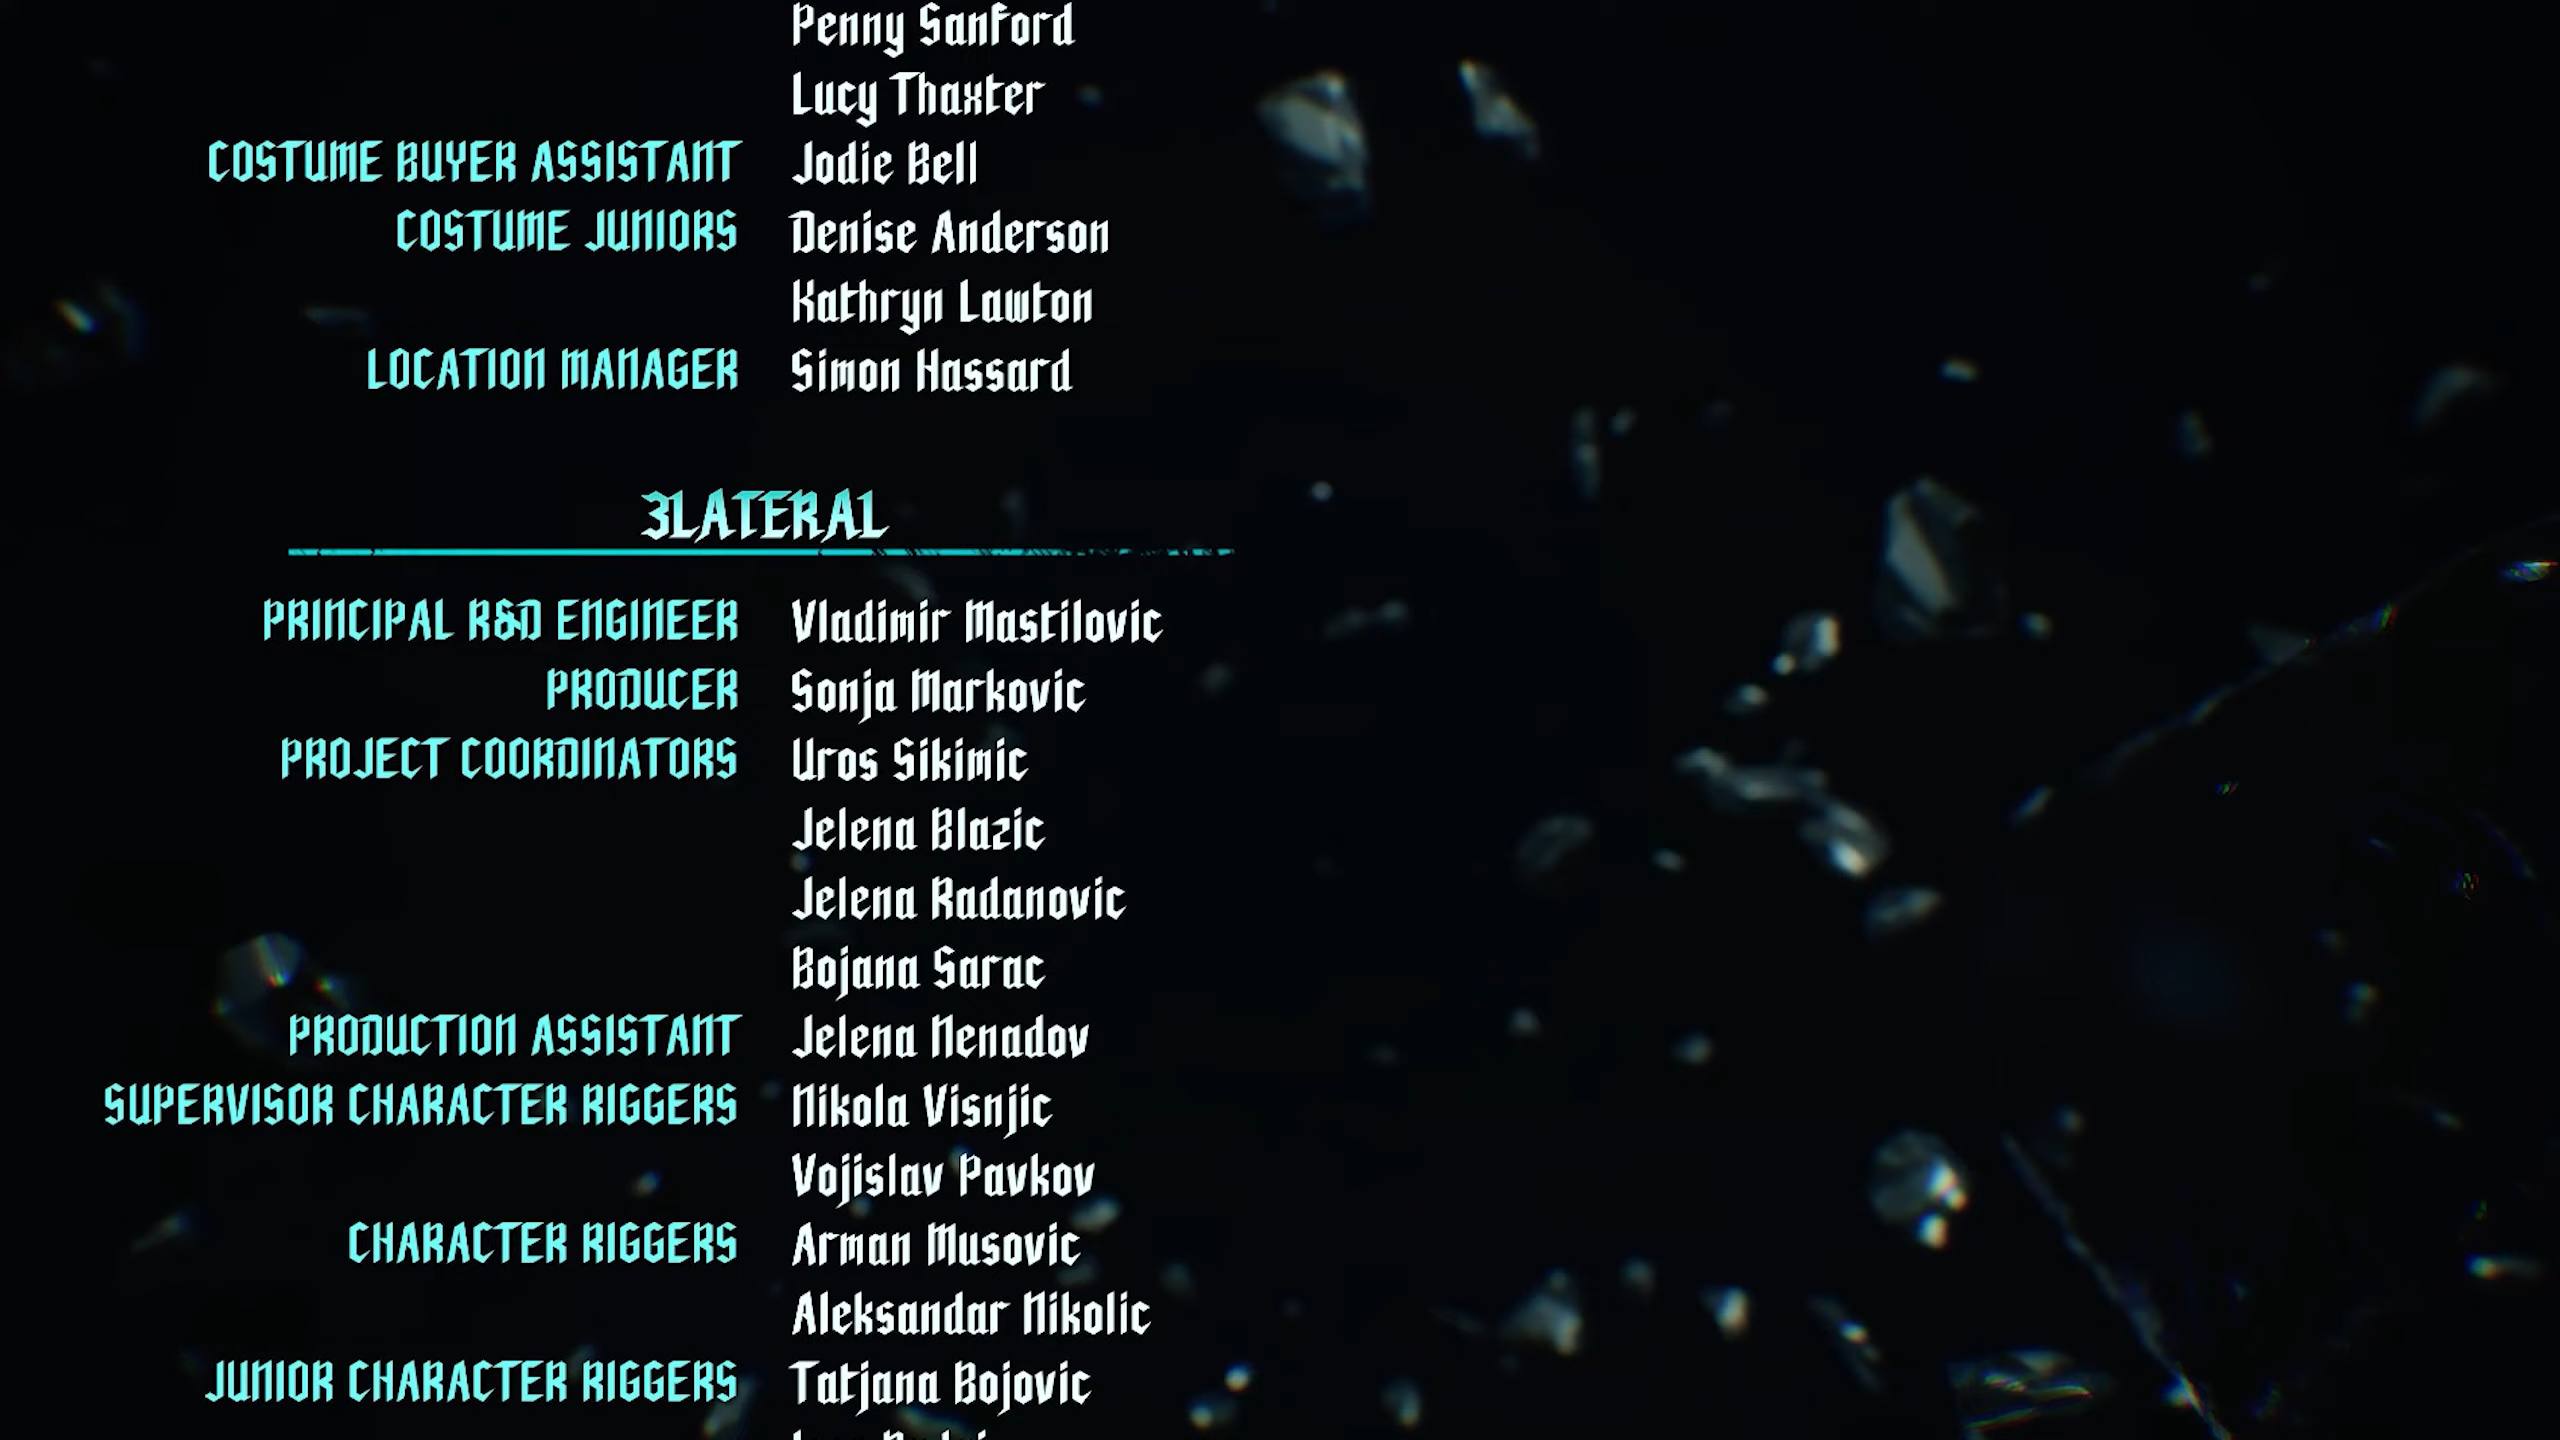 Penny Sanford
Lucy Thaxter
COSTUME BUYER ASSISTANT Jodie Bell
COSTUME JUNIORS Denise Anderson
Kathryn Lawton
LOCATION MANAGER Simon Hassard
3LATERAL
PRINCIPAL R&D ENGINEER Vladimir Mastilovic
PRODUCER Sonja Markovic
PROJECT COORDINATORS Uros Sikimic
Jelena Blazic
Jelena Radanovic
Bojana Sarac
PRODUCTION ASSISTANT Jelena Nenadov
SUPERVISOR CHARACTER RIGGERS Nikola Visnjic
Vojislav Pavkov
CHARACTER RIGGERS Arman Musovic
Aleksandar Nikolic
JUNIOR CHARACTER RIGGERS Tatjana Bojovic